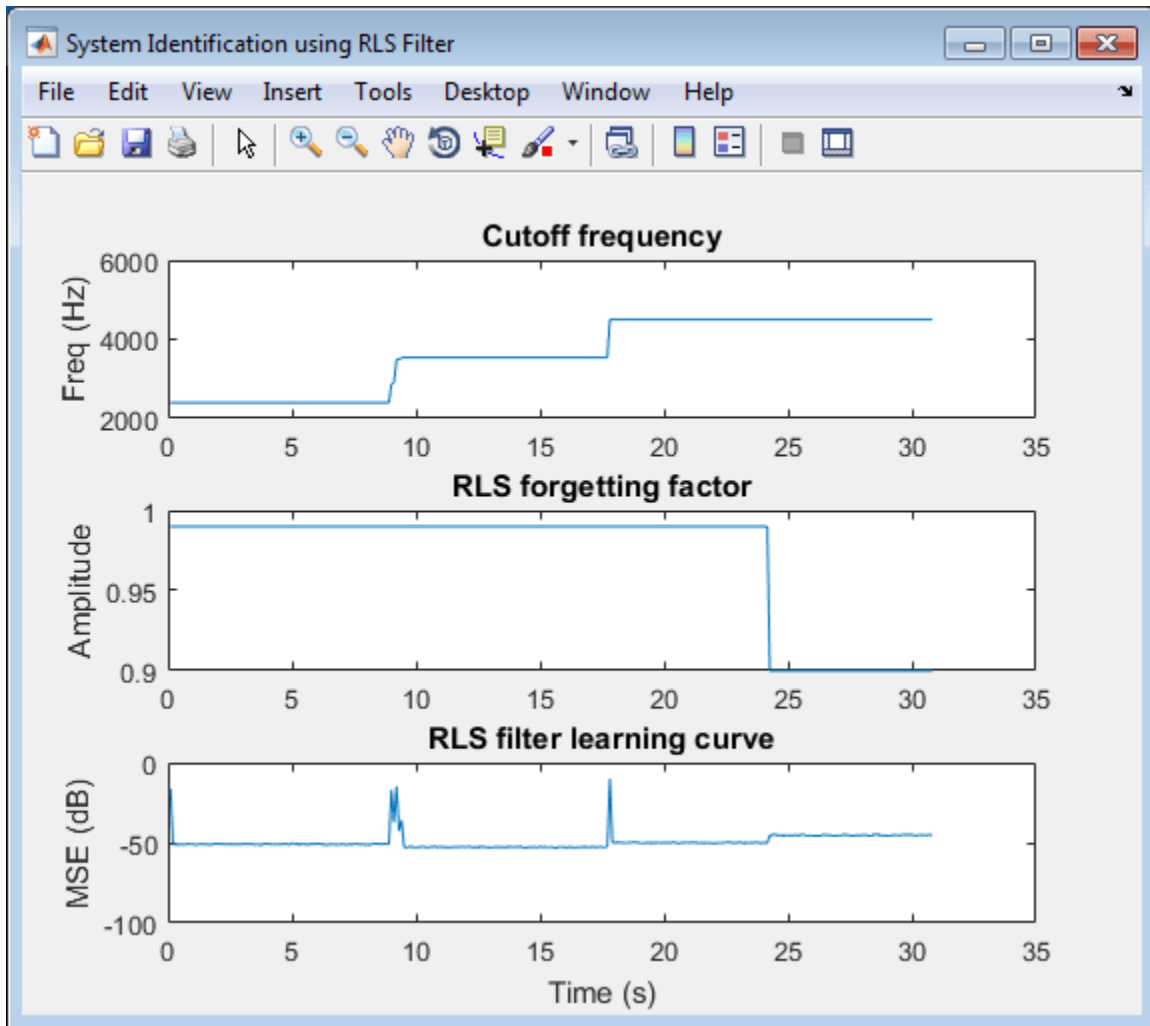 System Identification using RLS Filter
File Edit View Insert Tools Desktop Window Help
Cutoff frequency
Freq (Hz)
6000
4000
2000
0 5 10 15 20 25 30 35
RLS forgetting factor
Amplitude
1
0.95
0.9
0 5 10 15 20 25 30 35
RLS filter learning curve
MSE (dB)
0
-50
-100
0 5 10 15 20 25 30 35
Time (s)